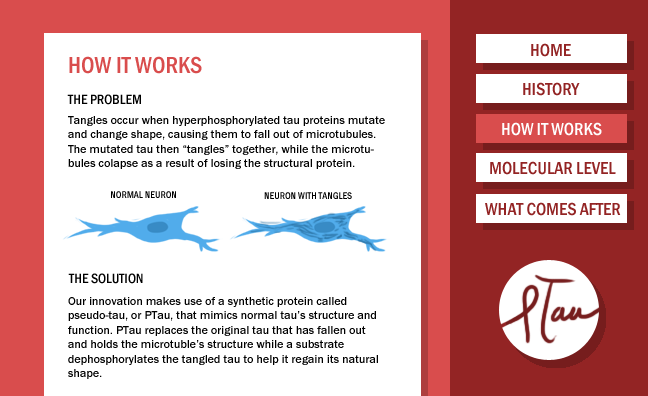 HOW IT WORKS
THE PROBLEM
Tangles occur when hyperphosphorylated tau proteins mutate
and change shape, causing them to fall out of microtubules.
The mutated tau then “tangles” together, while the microtu-
bules colapse as a result of losing the structural protein.
NORMAL NEURON
NEURON WITH TANGLES
THE SOLUTION
Our innovation makes use of a synthetic protein called
pseudo-tau, or PTau, that mimics normal tau's structure and
function. PTau replaces the original tau that has fallen out
and holds the microtuble's structure while a substrate
dephosphorylates the tangled tau to help it regain its natural
shape.
HOME
HISTORY
HOW IT WORKS
MOLECULAR LEVEL
WHAT COMES AFTER
PTau